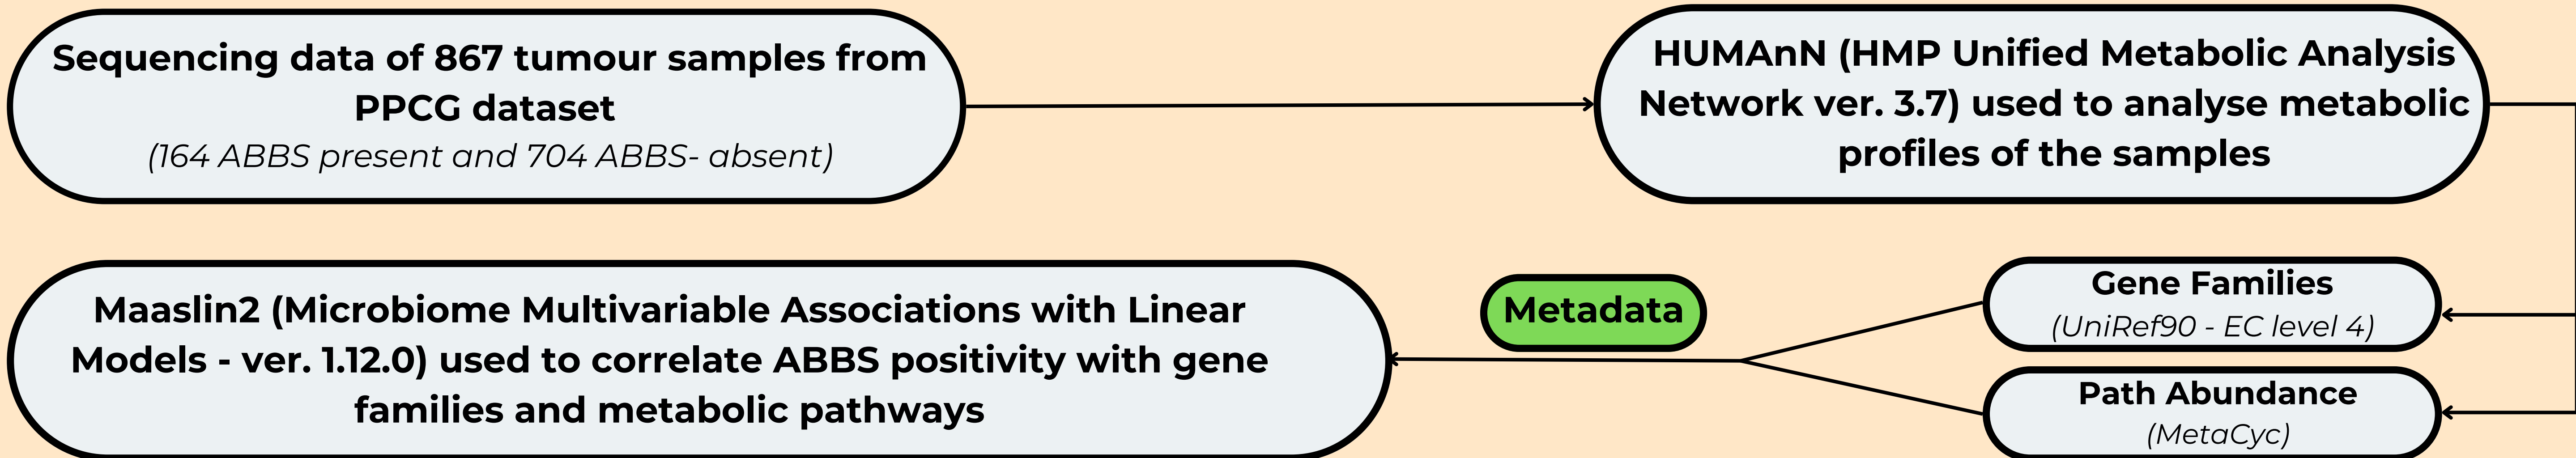 Sequencing data of 867 tumour samples from
PPCG dataset
(164 ABBS present and 704 ABBS- absent)
HUMAnN (HMP Unified Metabolic Analysis
Network ver. 3.7) used to analyse metabolic
profiles of the samples
Gene Families
(UniRef90 - EC level 4)
Path Abundance
(MetaCyc)
Metadata
Maaslin2 (Microbiome Multivariable Associations with Linear
Models - ver. 1.12.0) used to correlate ABBS positivity with gene
families and metabolic pathways